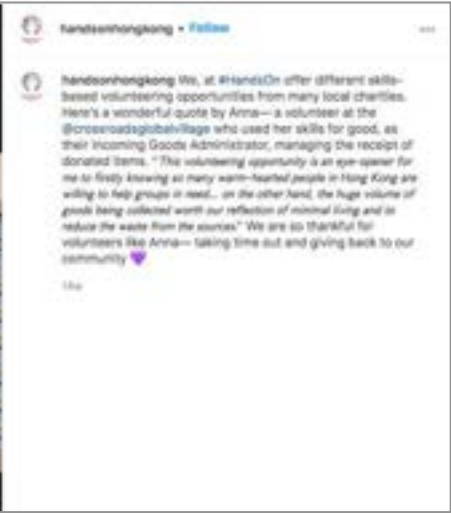 handsonhongkong • Follow
handsonhongkong We, at #HandsOn offer different skills-
based volunteering opportunities from many local charities.
Here's a wonderful quote by Anna— a volunteer at the
@crossroadsglobalvillage who used her skills for good, as
their Incoming Goods Administrator, managing the receipt of
donated items. "This volunteering opportunity is an eye-opener for
me to firstly knowing so many warm-hearted people in Hong Kong are
willing to help groups in need... on the other hand, the huge volume of
goods being collected worth our reflection of minimal living and to
reduce the waste from the sources." We are so thankful for
volunteers like Anna— taking time out and giving back to our
community 💜